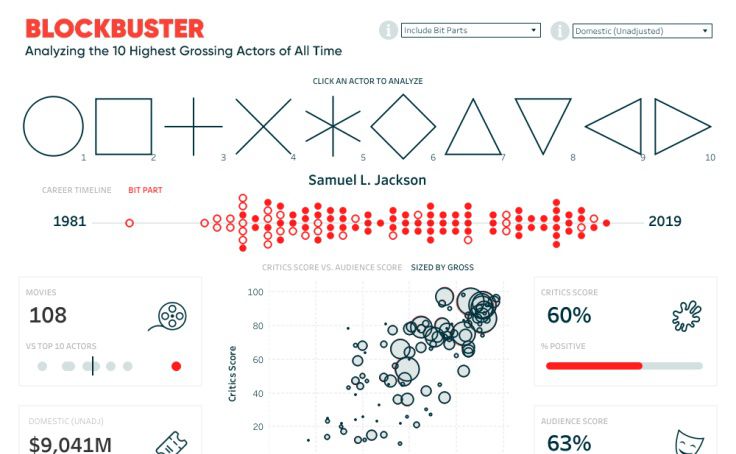 BLOCKBUSTER
Analyzing the 10 Highest Grossing Actors of All Time
i Include Bit Parts
i Domestic (Unadjusted)
CLICK AN ACTOR TO ANALYZE
1 2 3 4 5 6 7 8 9 10
Samuel L. Jackson
CAREER TIMELINE BIT PART
1981 2019
CRITICS SCORE VS. AUDIENCE SCORE SIZED BY GROSS
MOVIES
108
VS TOP 10 ACTORS
DOMESTIC (UNADJ)
$9,041M
Critics Score
100
80
60
40
20
CRITICS SCORE
60%
% POSITIVE
AUDIENCE SCORE
63%